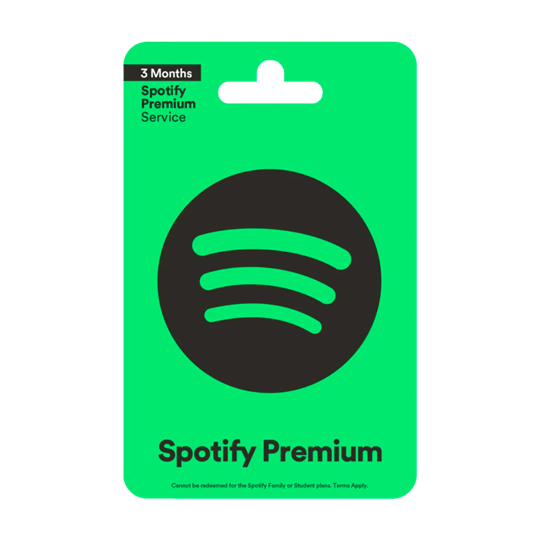 3 Months
Spotify
Premium
Service
Spotify Premium
Cannot be redeemed for the Spotify Family or Student plans. Terms Apply.